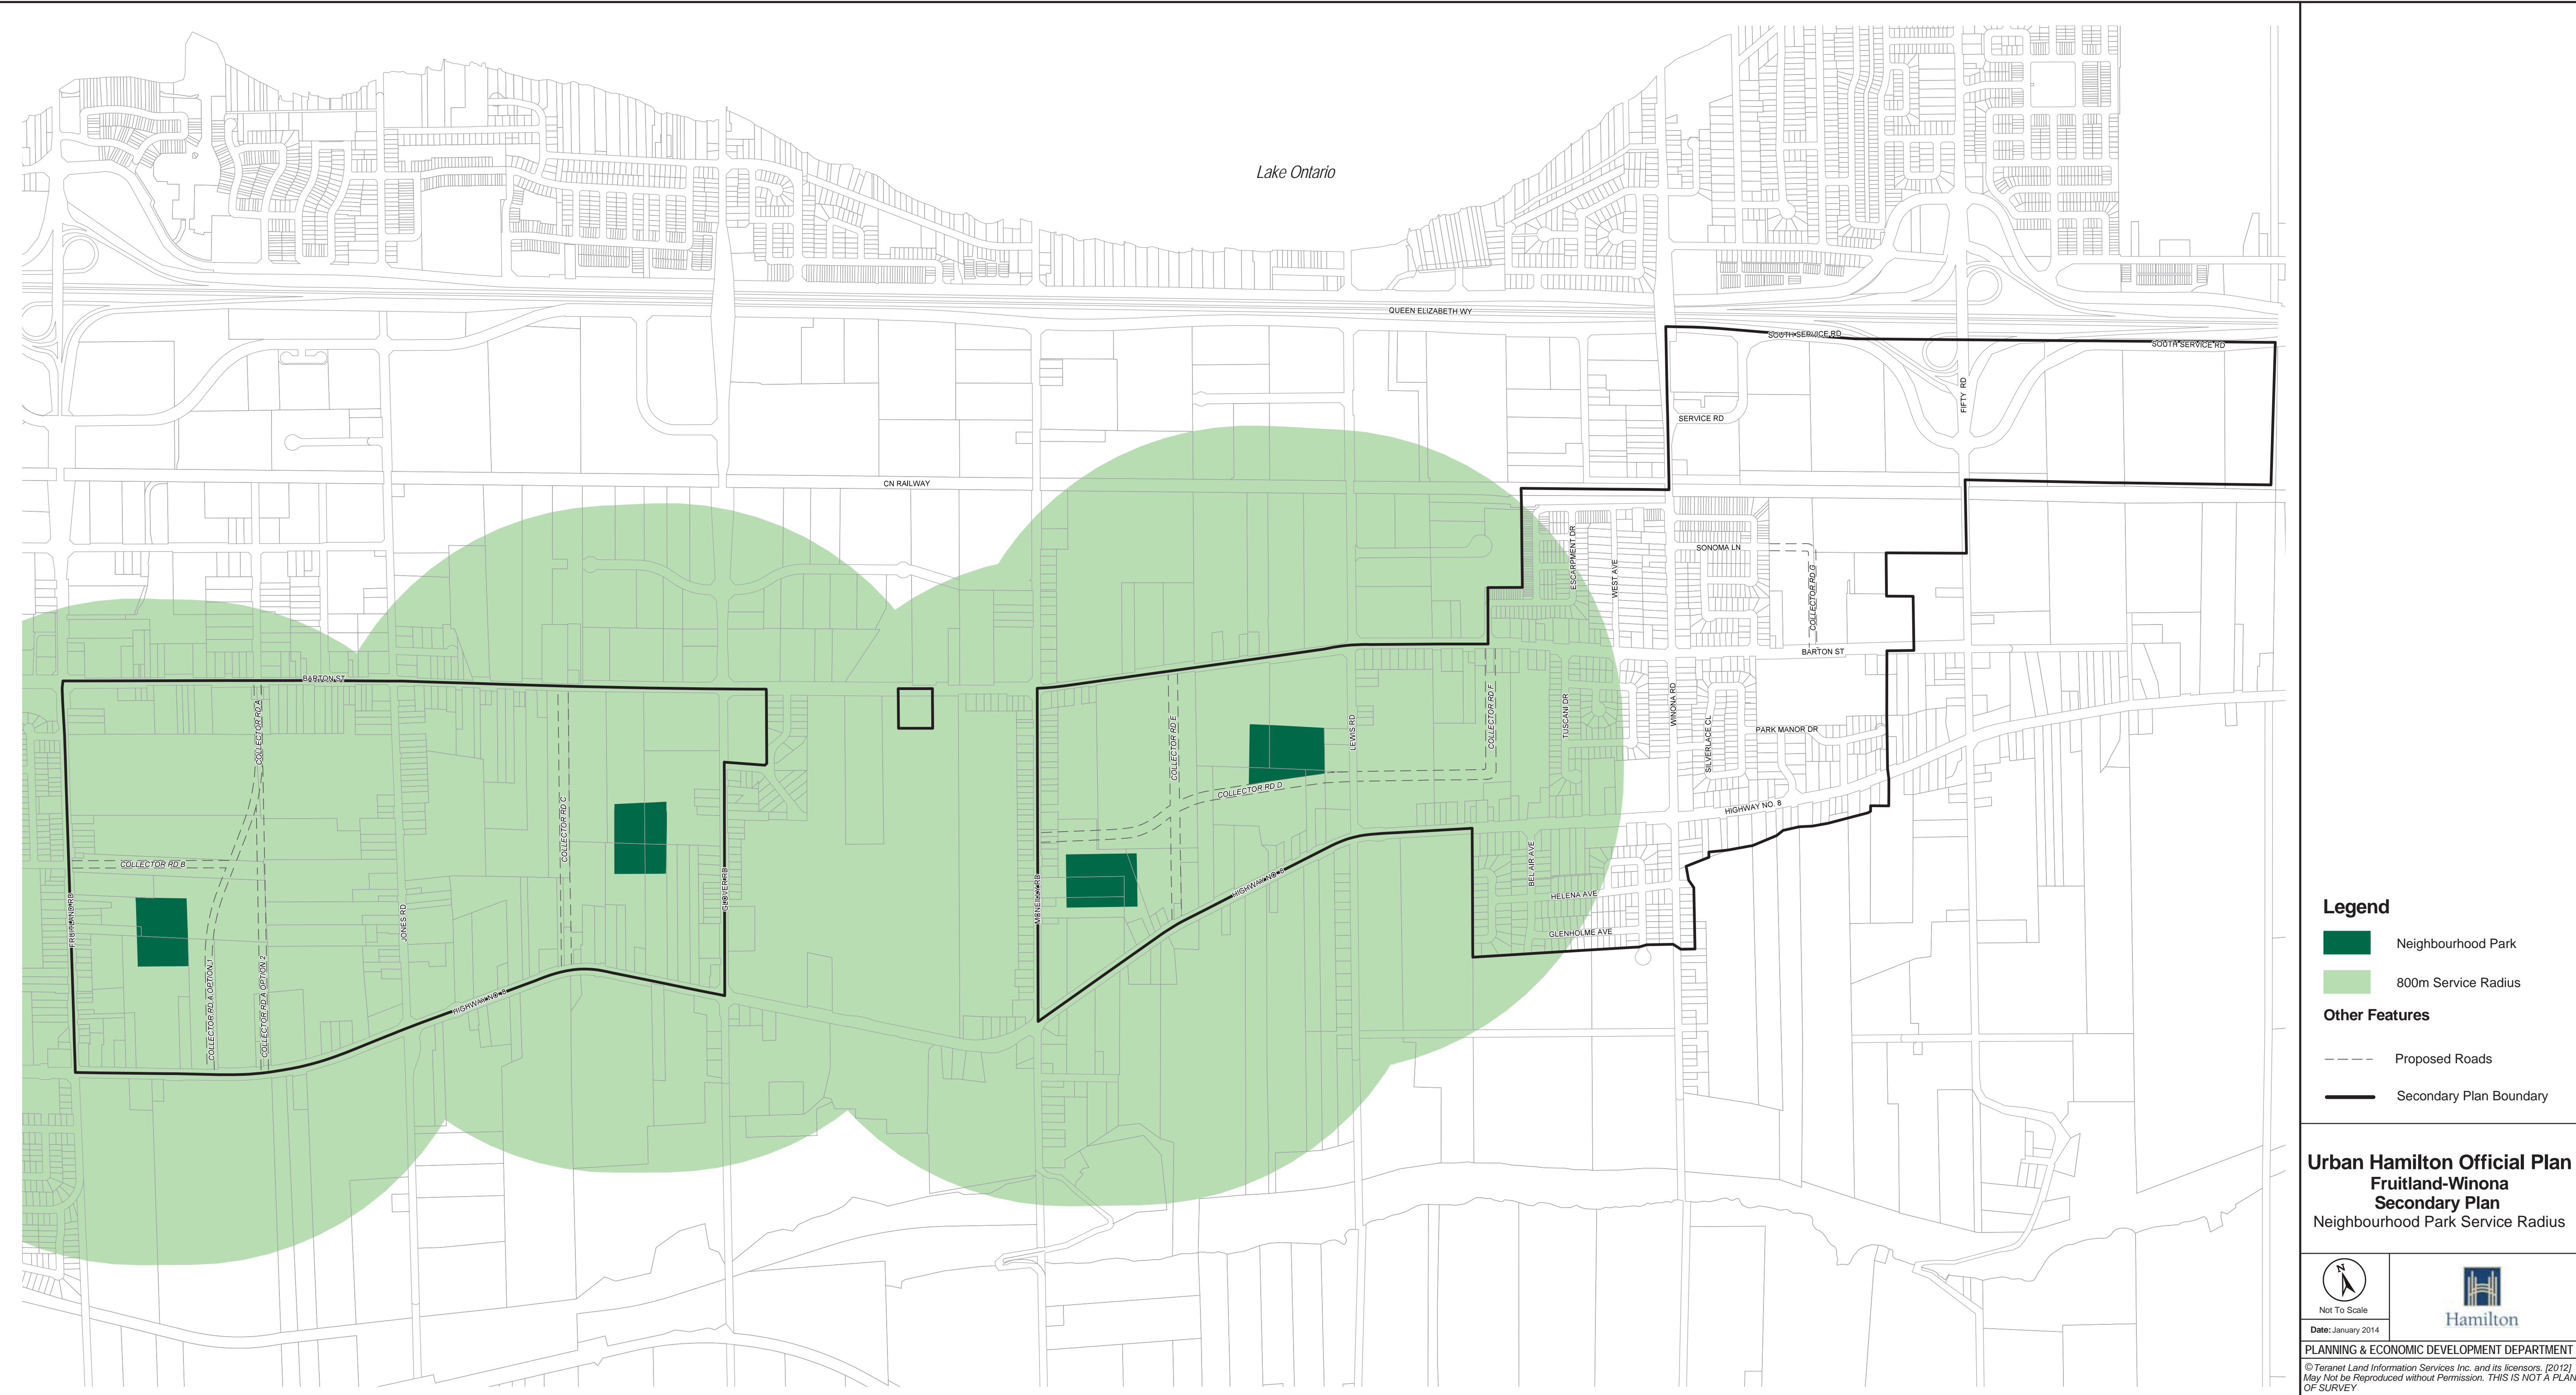 Lake Ontario
QUEEN ELIZABETH WY
SOUTH SERVICE RD
SOUTH SERVICE RD
FIFTY RD
SERVICE RD
CN RAILWAY
ESCARPMENT DR
SONOMA LN
WEST AVE
COLLECTOR RD G
BARTON ST
BARTON ST
COLLECTOR RD A
COLLECTOR RD E
COLLECTOR RD F
TUSCANI DR
WINONA RD
LEWIS RD
SILVERLACE CL
PARK MANOR DR
COLLECTOR RD D
HIGHWAY NO. 8
COLLECTOR RD C
COLLECTOR RD B
BEL AIR AVE
GLOVER RD
MCNEILLY RD
HIGHWAY NO. 8
HELENA AVE
FRUITLAND RD
JONES RD
GLENHOLME AVE
COLLECTOR RD A OPTION 1
COLLECTOR RD A OPTION 2
HIGHWAY NO. 8
Legend
Neighbourhood Park
800m Service Radius
Other Features
Proposed Roads
Secondary Plan Boundary
Urban Hamilton Official Plan
Fruitland-Winona
Secondary Plan
Neighbourhood Park Service Radius
N
Not To Scale
Date: January 2014
Hamilton
PLANNING & ECONOMIC DEVELOPMENT DEPARTMENT
© Teranet Land Information Services Inc. and its licensors. [2012]
May Not be Reproduced without Permission. THIS IS NOT A PLAN
OF SURVEY